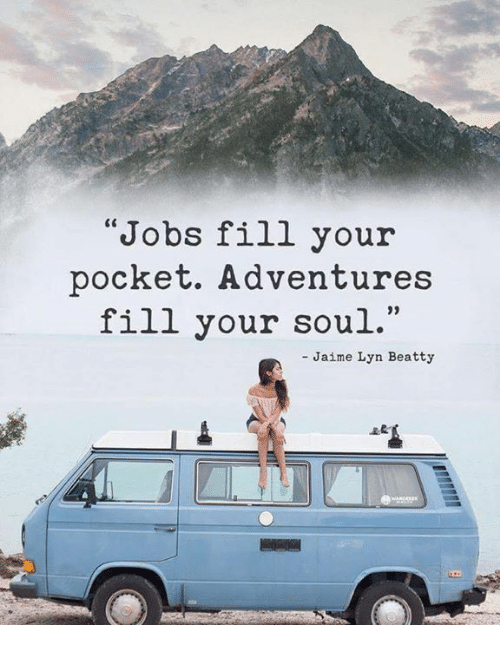 “Jobs fill your
pocket. Adventures
fill your soul.”
- Jaime Lyn Beatty